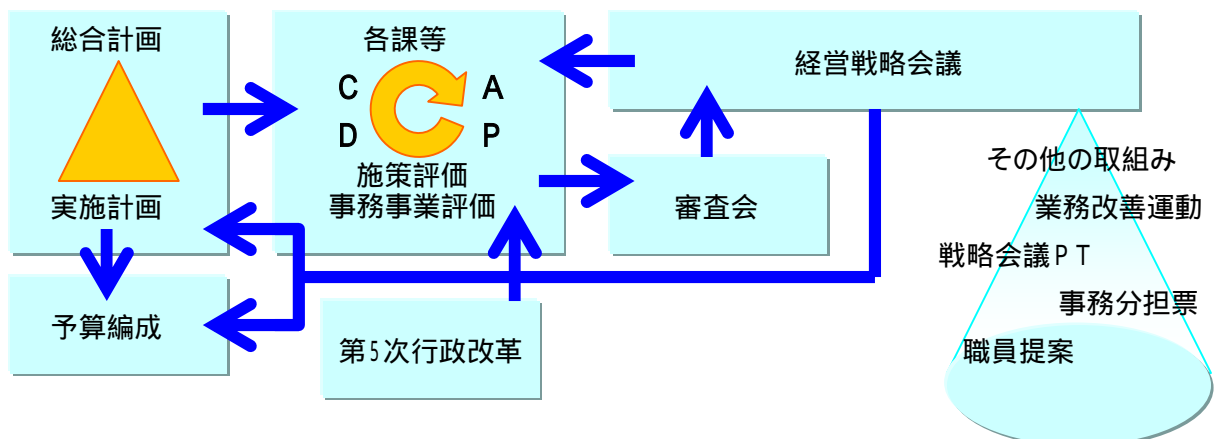 総合計画
実施計画
予算編成
各課等
C
A
D
P
施策評価
事務事業評価
第5次行政改革
経営戦略会議
審査会
その他の取組み
業務改善運動
戦略会議PT
事務分担票
職員提案